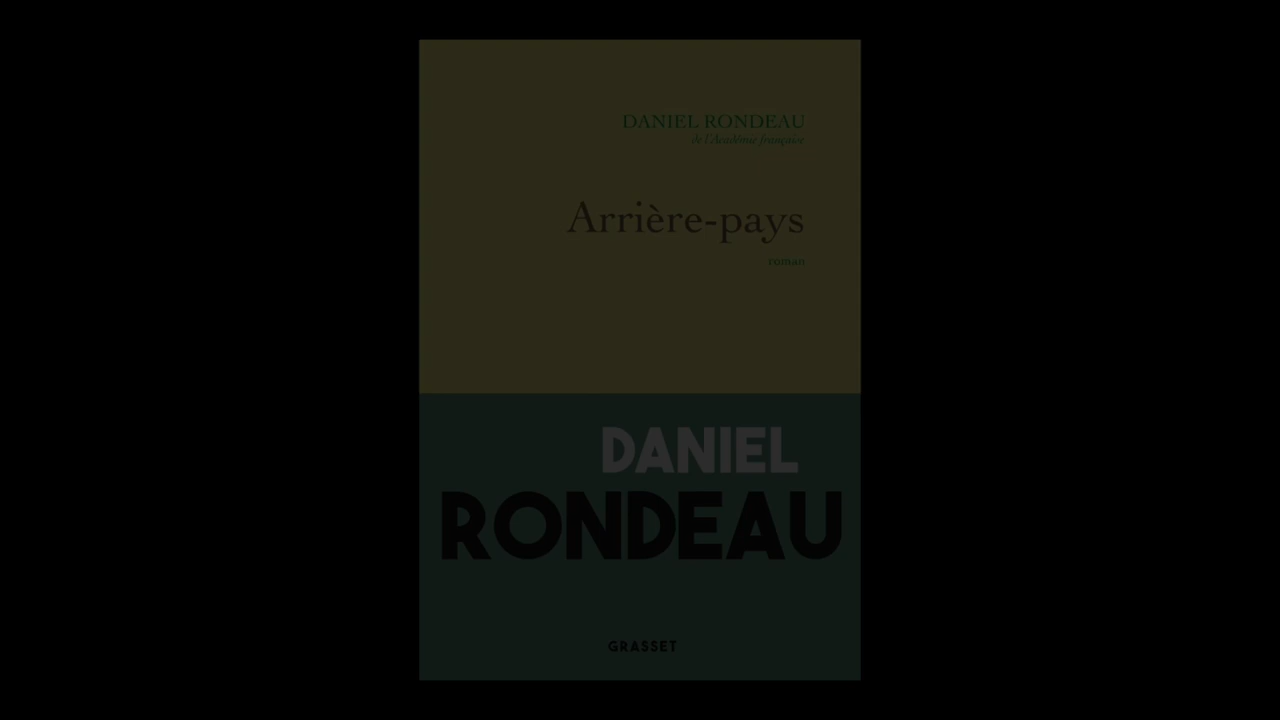 DANIEL RONDEAU
de l'Académie française
Arrière-pays
roman
DANIEL
RONDEAU
GRASSET